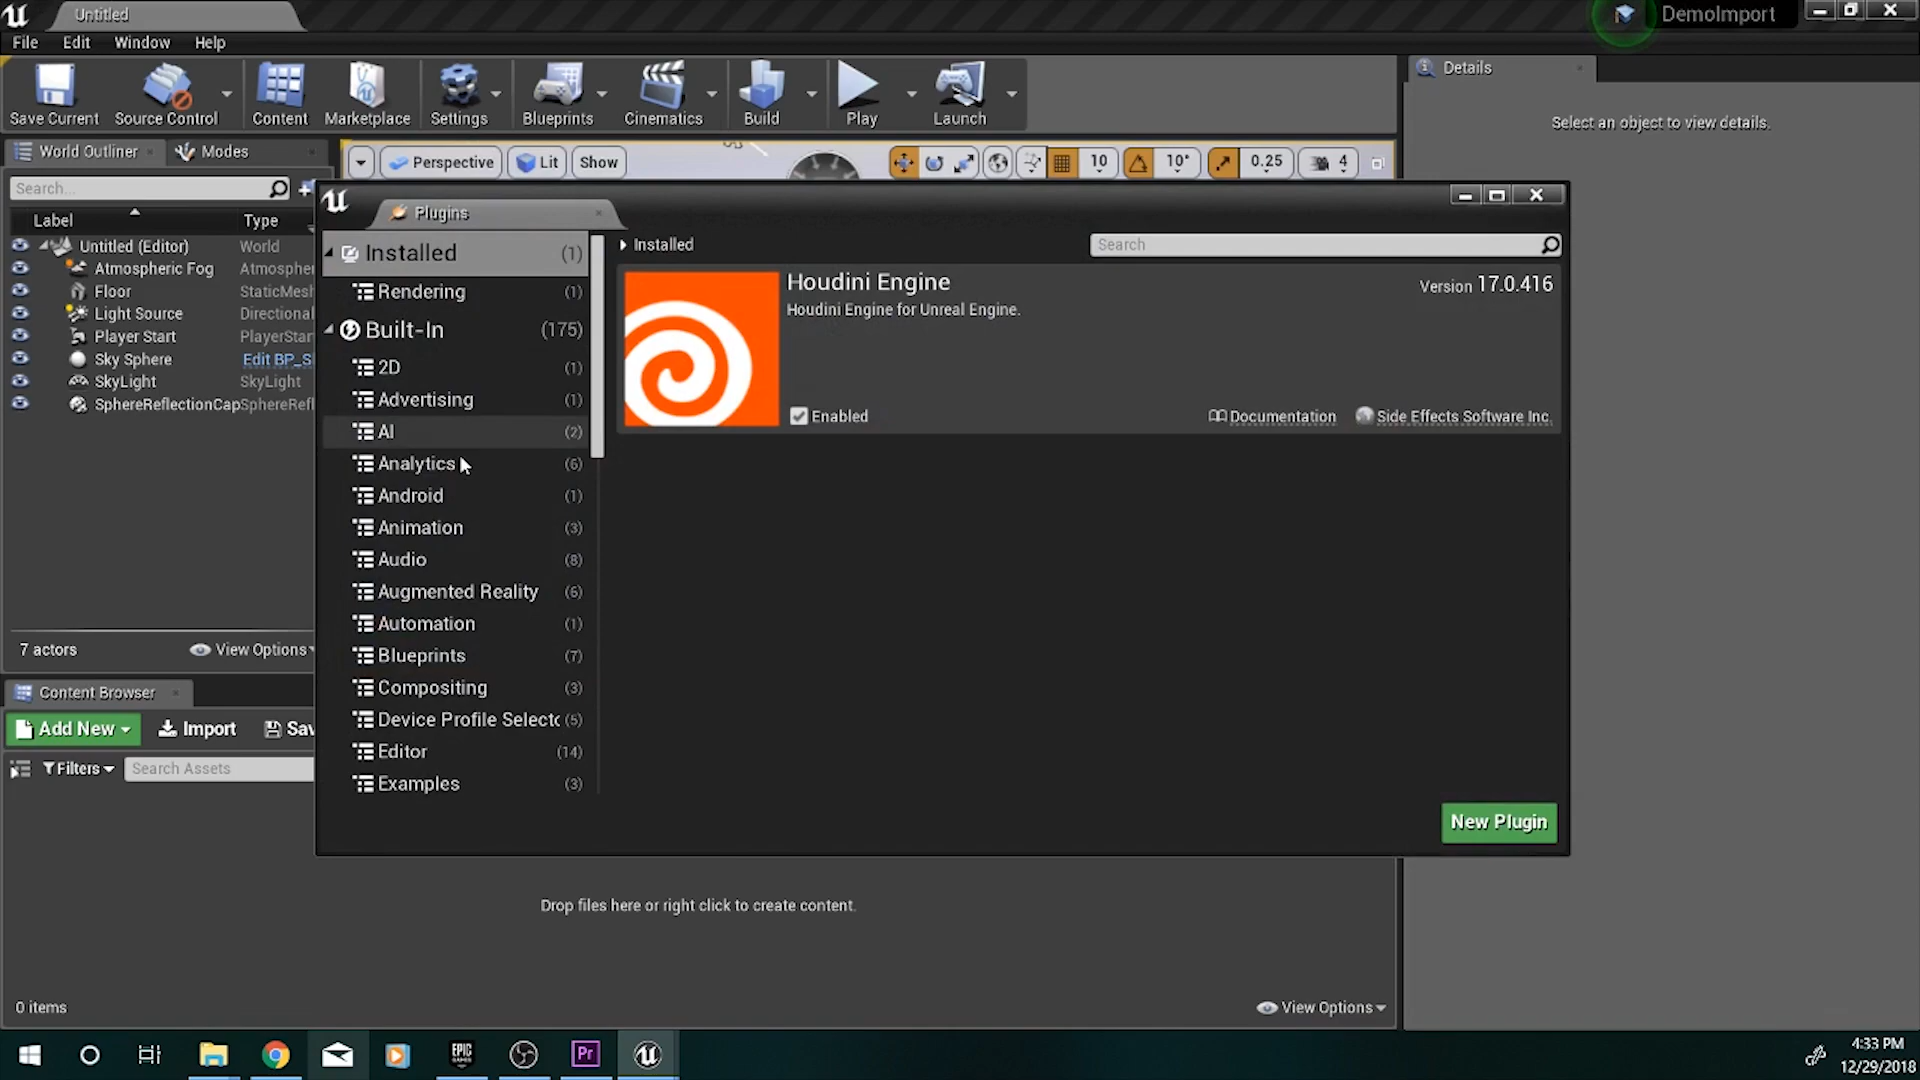 Untitled
DemoImport
File Edit Window Help
Save Current Source Control Content Marketplace Settings Blueprints Cinematics Build Play Launch
Details
Select an object to view details.
World Outliner Modes
Perspective Lit Show 10 10° 0.25 4
Search...
Label Type
Untitled (Editor) World
Atmospheric Fog Atmospher
Floor StaticMesh
Light Source Directional
Player Start PlayerStar
Sky Sphere Edit BP_S
SkyLight SkyLight
SphereReflectionCap SphereRefl
7 actors View Options
Plugins
Installed (1)
Rendering (1)
Built-In (175)
2D (1)
Advertising (1)
AI (2)
Analytics (6)
Android (1)
Animation (3)
Audio (8)
Augmented Reality (6)
Automation (1)
Blueprints (7)
Compositing (3)
Device Profile Selecto (5)
Editor (14)
Examples (3)
Installed
Search
Houdini Engine
Version 17.0.416
Houdini Engine for Unreal Engine.
Enabled
Documentation Side Effects Software Inc.
New Plugin
Content Browser
Add New Import Sav
Filters Search Assets
Drop files here or right click to create content.
0 items View Options
EPIC GAMES
Pr
4:33 PM
12/29/2018